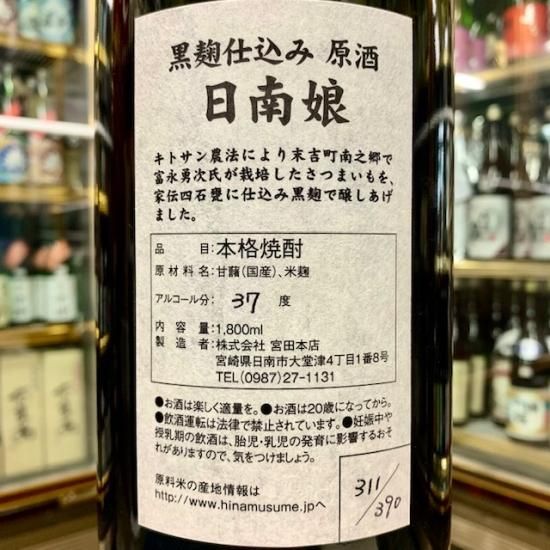 黒麹仕込み 原酒
日南娘
キトサン農法により末吉町南之郷で
富永勇次氏が栽培したさつまいもを、
家伝四石甕に仕込み黒麹で醸しあげ
ました。
品 目：本格焼酎
原材料名：甘藷（国産）、米麹
アルコール分： 37 度
内容量：1,800ml
製造者：株式会社 宮田本店
宮崎県日南市大堂津4丁目1番8号
TEL(0987)27-1131
●お酒は楽しく適量を。●お酒は20歳になってから。
●飲酒運転は法律で禁止されています。●妊娠中や
授乳期の飲酒は、胎児・乳児の発育に影響するおそ
れがありますので、気をつけましょう。
原料米の産地情報は
http://www.hinamusume.jpへ
311/390